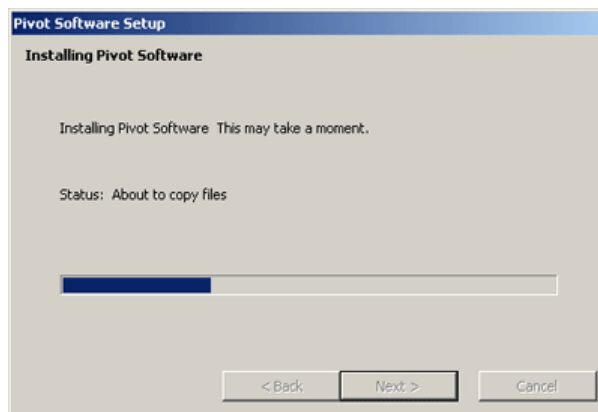 Pivot Software Setup
Installing Pivot Software
Installing Pivot Software This may take a moment.
Status: About to copy files
< Back Next > Cancel